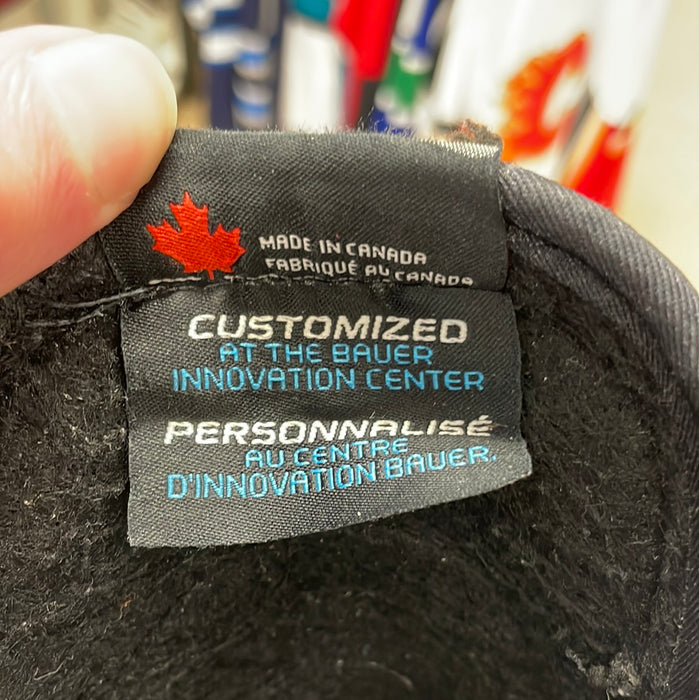 MADE IN CANADA
FABRIQUÉ AU CANADA
CUSTOMIZED
AT THE BAUER
INNOVATION CENTER
PERSONNALISÉ
AU CENTRE
D'INNOVATION BAUER.